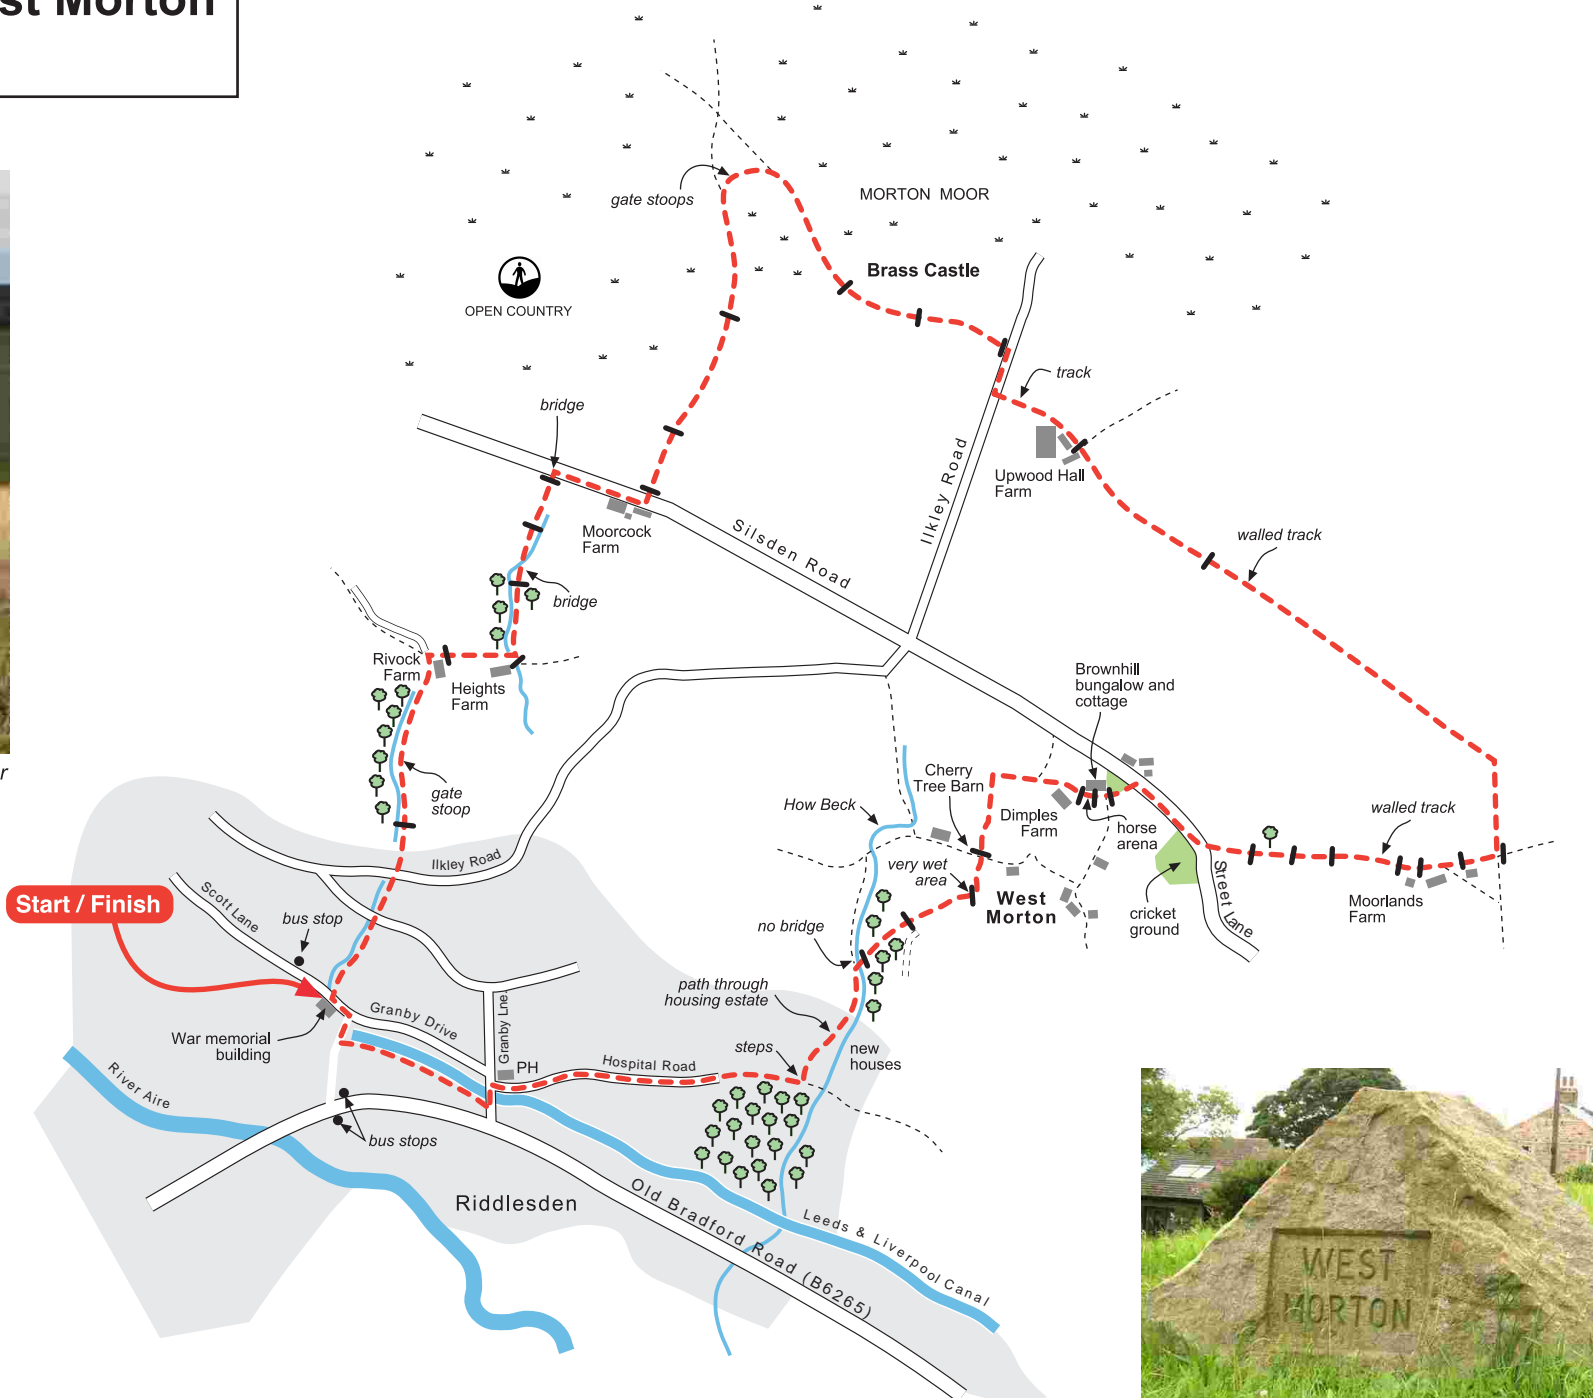 st Morton
r
gate stoops
MORTON MOOR
Brass Castle
OPEN COUNTRY
bridge
track
Ilkley Road
Upwood Hall
Farm
Moorcock
Farm
Silsden Road
walled track
bridge
Rivock
Farm
Heights
Farm
Brownhill
bungalow and
cottage
gate
stoop
Cherry
Tree Barn
How Beck
Dimples
Farm
horse
arena
walled track
Ilkley Road
very wet
area
West
Morton
Street Lane
Moorlands
Farm
cricket
ground
Scott Lane
Start / Finish
bus stop
no bridge
path through
housing estate
War memorial
building
Granby Drive
Granby Lne.
PH
Hospital Road
steps
new
houses
River Aire
bus stops
Riddlesden
Old Bradford Road (B6265)
Leeds & Liverpool Canal
WEST
MORTON